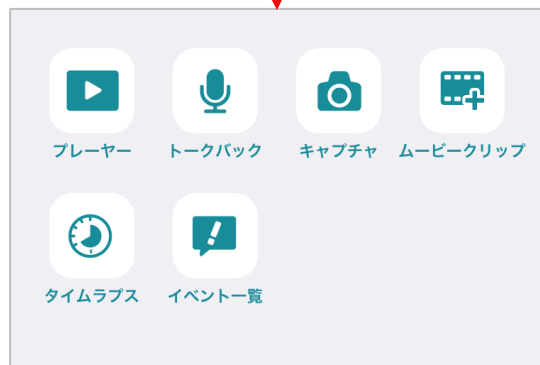 プレーヤー
トークバック
キャプチャ
ムービークリップ
タイムラプス
イベント一覧